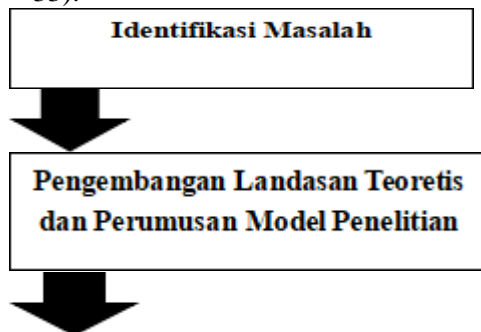 Identifikasi Masalah
Pengembangan Landasan Teoretis
dan Perumusan Model Penelitian